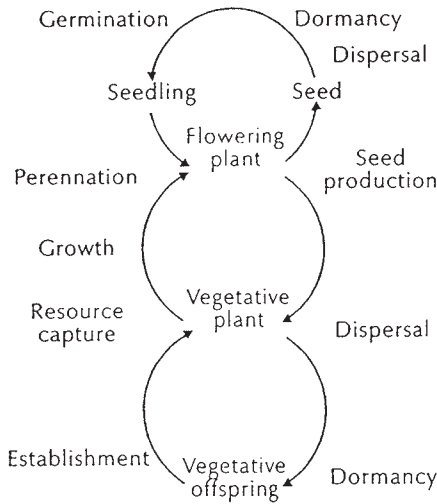 Germination
Dormancy
Dispersal
Seedling
Seed
Flowering
plant
Perennation
Seed
production
Growth
Resource
capture
Vegetative
plant
Dispersal
Establishment
Vegetative
offspring
Dormancy